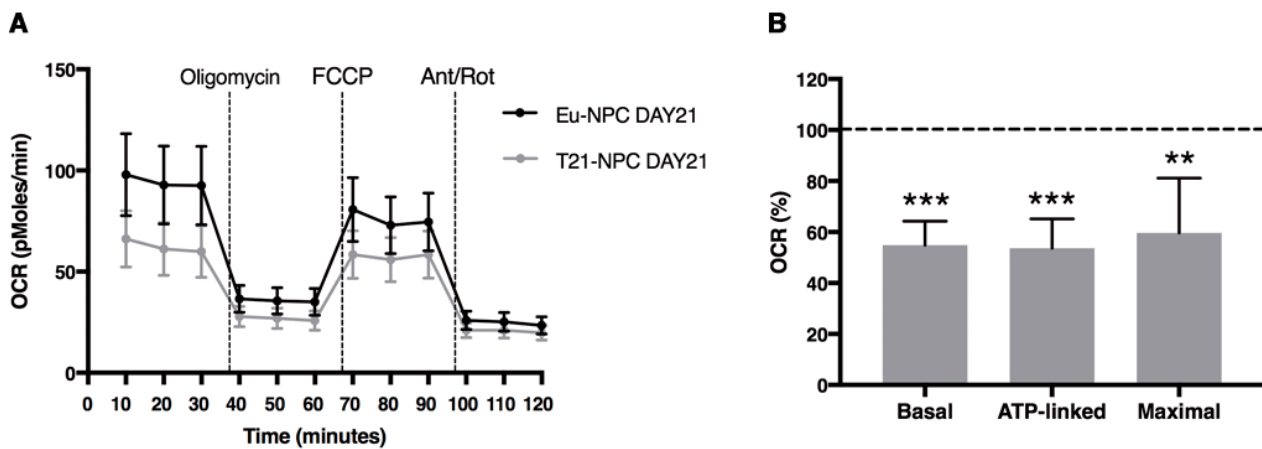 A
OCR (pMoles/min)
150
100
50
0
Oligomycin
FCCP
Ant/Rot
Eu-NPC DAY21
T21-NPC DAY21
0 10 20 30 40 50 60 70 80 90 100 110 120
Time (minutes)
B
OCR (%)
120
100
80
60
40
20
0
***
***
**
Basal ATP-linked Maximal